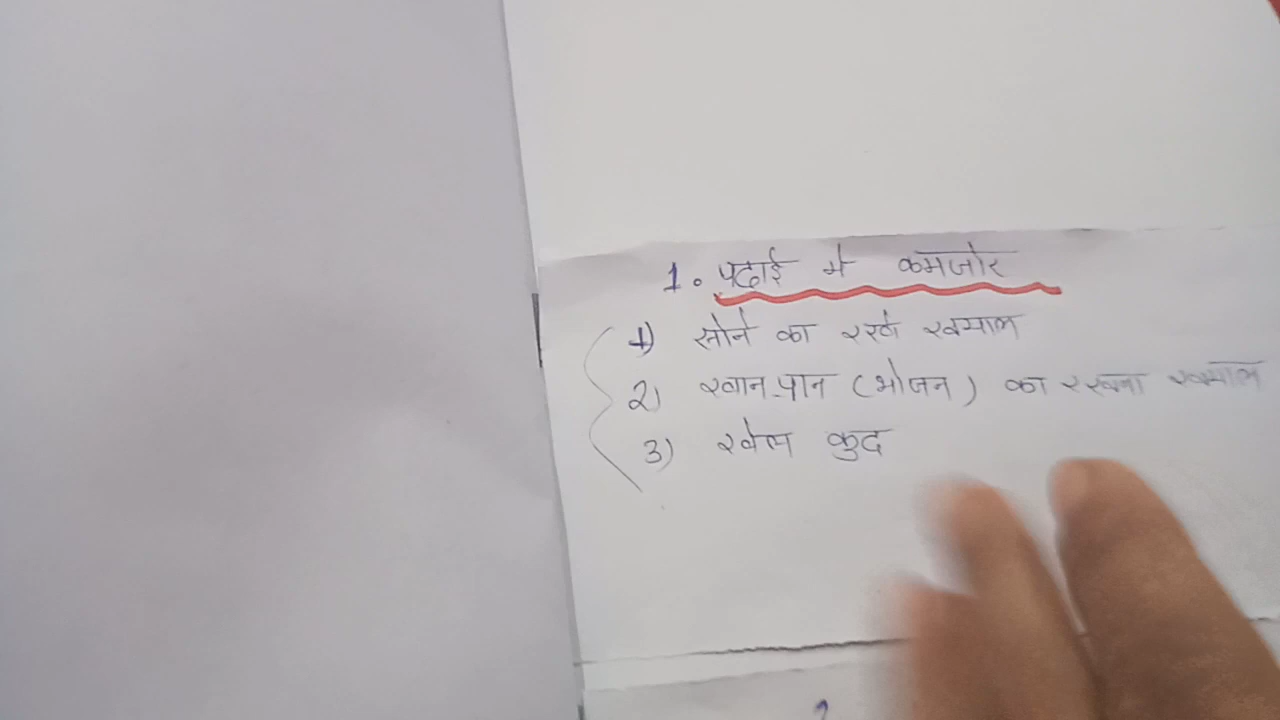 1. पढाई मे कमजोर
1) सोने का रखो ख्याल
2) खान-पान (भोजन) का रखना ख्याल
3) खेल कुद